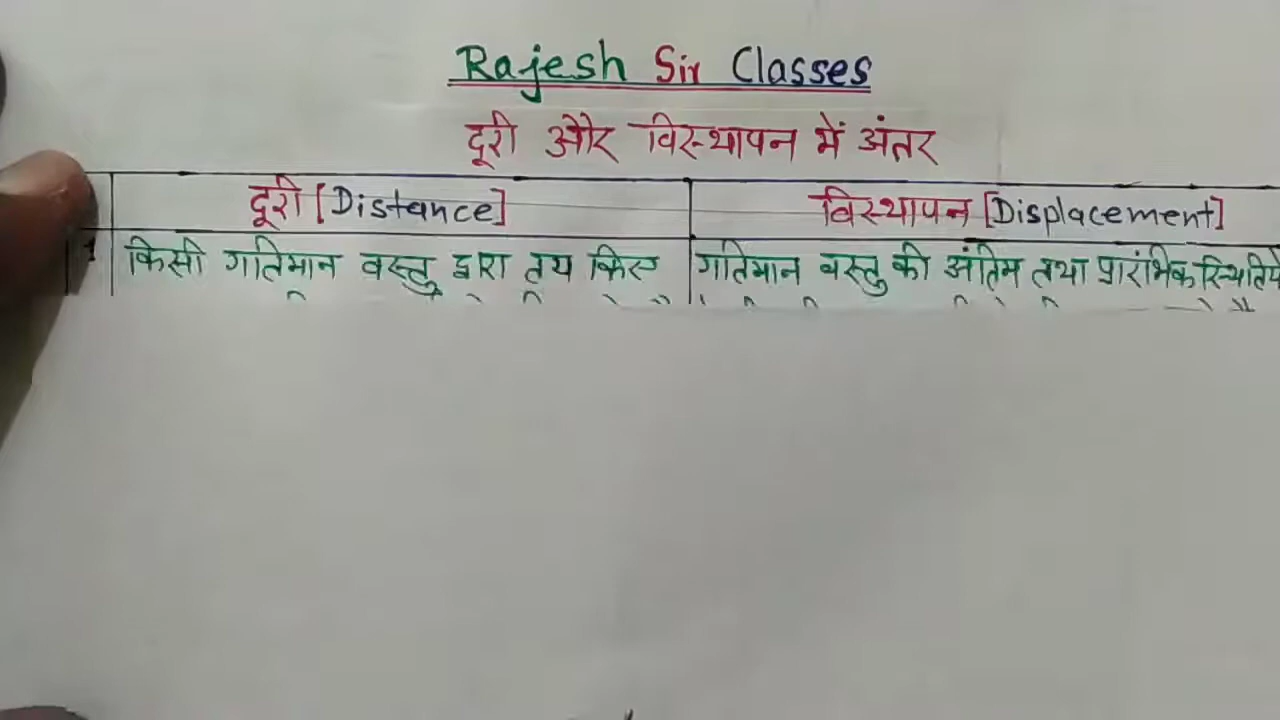 Rajesh Sir Classes
दूरी और विस्थापन में अंतर
दूरी [Distance]
विस्थापन [Displacement]
1 किसी गतिमान वस्तु द्वारा तय किए
गतिमान वस्तु की अंतिम तथा प्रारंभिक स्थितियो